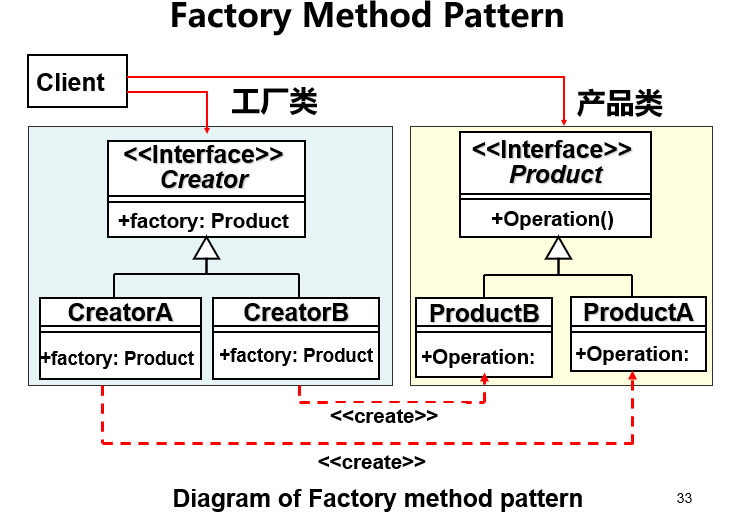 Factory Method Pattern
Client
工厂类
产品类
<<Interface>>
Creator
+factory: Product
<<Interface>>
Product
+Operation()
CreatorA
+factory: Product
CreatorB
+factory: Product
ProductB
+Operation:
ProductA
+Operation:
<<create>>
<<create>>
Diagram of Factory method pattern
33